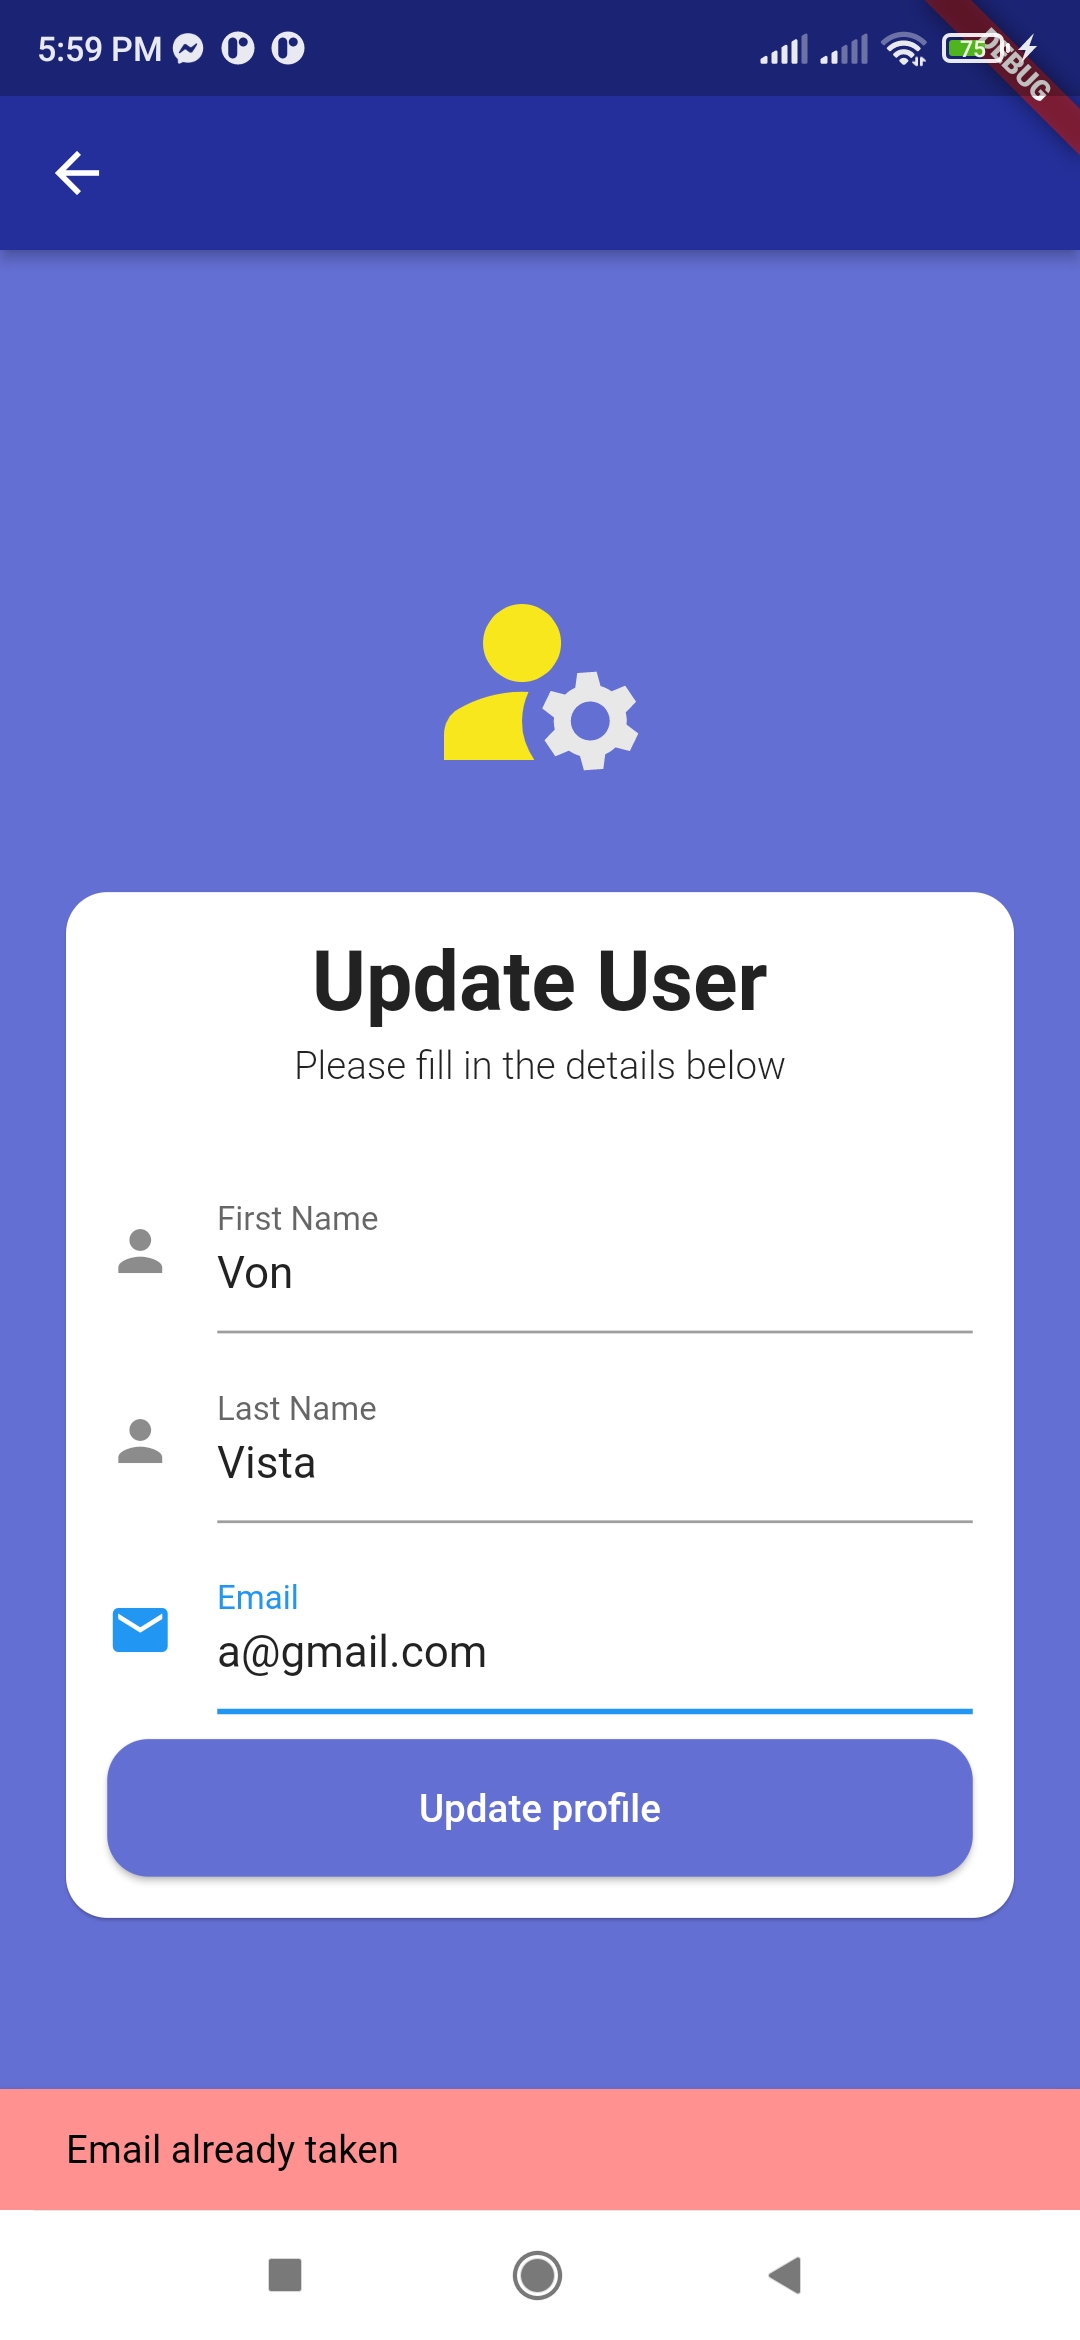 5:59 PM
75
DEBUG
Update User
Please fill in the details below
First Name
Von
Last Name
Vista
Email
a@gmail.com
Update profile
Email already taken